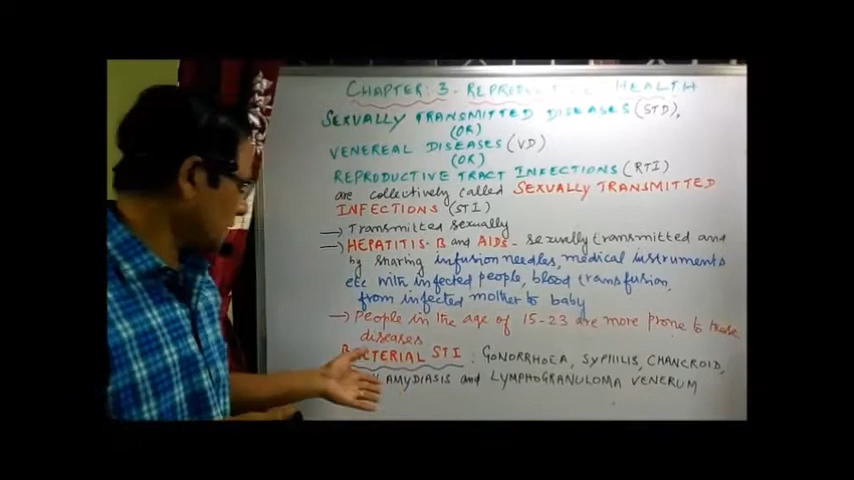 CHAPTER: 3 - REPRODUCTIVE HEALTH
SEXUALLY TRANSMITTED DISEASES (STD),
(OR)
VENEREAL DISEASES (VD)
(OR)
REPRODUCTIVE TRACT INFECTIONS (RTI)
are collectively called SEXUALLY TRANSMITTED
INFECTIONS (STI)
→ Transmitted sexually
→ HEPATITIS-B and AIDS - sexually transmitted and
by sharing infusion needles, medical instruments
etc with infected people, blood transfusion,
from infected mother to baby
→ People in the age of 15-23 are more prone to these
diseases
BACTERIAL STI : GONORRHOEA, SYPHILIS, CHANCROID,
AMYDIASIS and LYMPHOGRANULOMA VENERUM